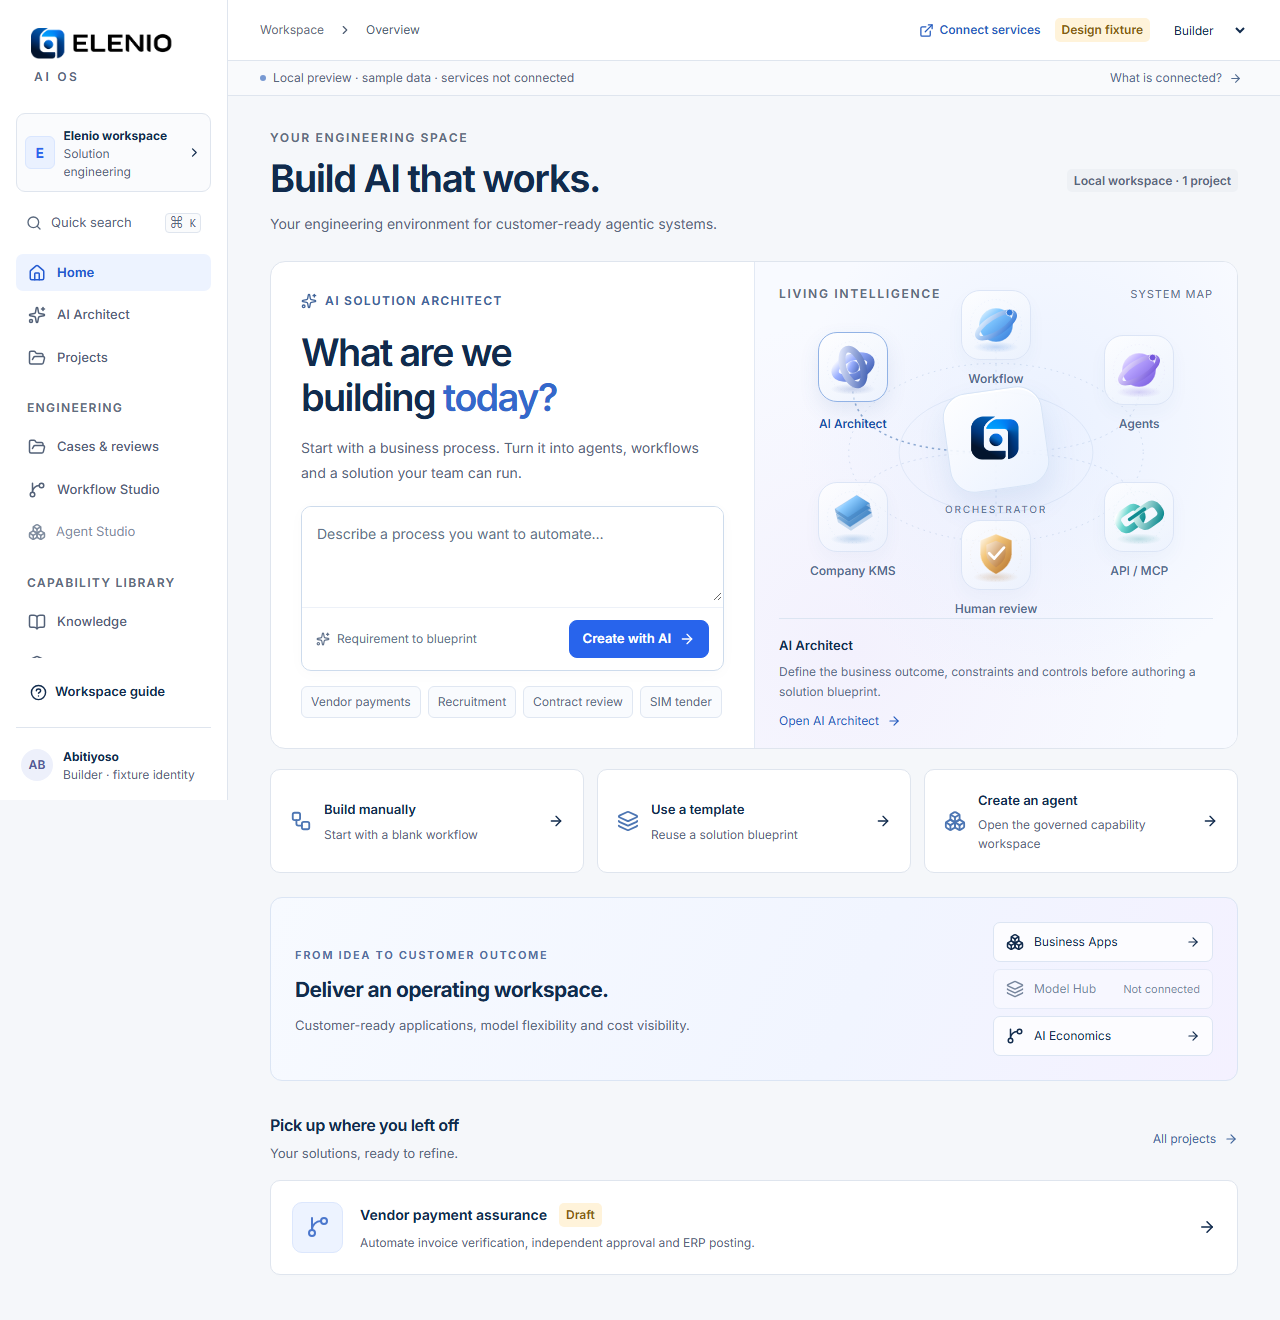 ELENIO
AI OS
Elenio workspace
Solution
engineering
E
Quick search
⌘ K
Home
AI Architect
Projects
ENGINEERING
Cases & reviews
Workflow Studio
Agent Studio
CAPABILITY LIBRARY
Knowledge
Workspace guide
AB
Abitiyoso
Builder · fixture identity
Workspace
Overview
Connect services
Design fixture
Builder
Local preview · sample data · services not connected
What is connected?
YOUR ENGINEERING SPACE
Build AI that works.
Local workspace · 1 project
Your engineering environment for customer-ready agentic systems.
AI SOLUTION ARCHITECT
What are we
building today?
Start with a business process. Turn it into agents, workflows
and a solution your team can run.
Describe a process you want to automate...
Requirement to blueprint
Create with AI
Vendor payments
Recruitment
Contract review
SIM tender
LIVING INTELLIGENCE
SYSTEM MAP
Workflow
AI Architect
Agents
ORCHESTRATOR
Company KMS
API / MCP
Human review
AI Architect
Define the business outcome, constraints and controls before authoring a
solution blueprint.
Open AI Architect
Build manually
Start with a blank workflow
Use a template
Reuse a solution blueprint
Create an agent
Open the governed capability
workspace
FROM IDEA TO CUSTOMER OUTCOME
Deliver an operating workspace.
Customer-ready applications, model flexibility and cost visibility.
Business Apps
Model Hub
Not connected
AI Economics
Pick up where you left off
Your solutions, ready to refine.
All projects
Vendor payment assurance
Draft
Automate invoice verification, independent approval and ERP posting.